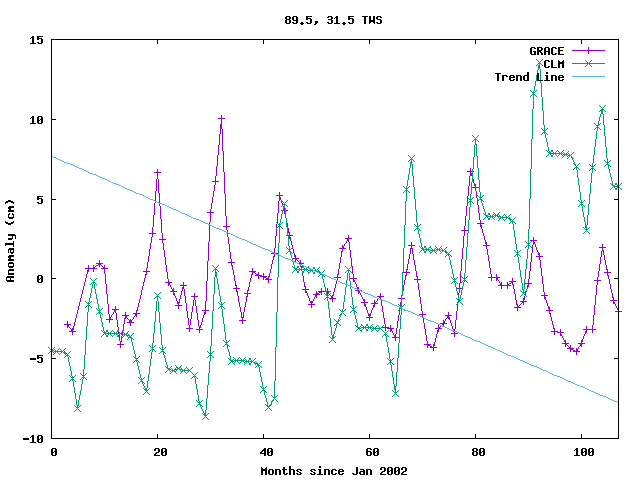 89.5, 31.5 TWS
GRACE
CLM
Trend Line
Anomaly (cm)
15
10
5
0
-5
-10
0 20 40 60 80 100
Months since Jan 2002